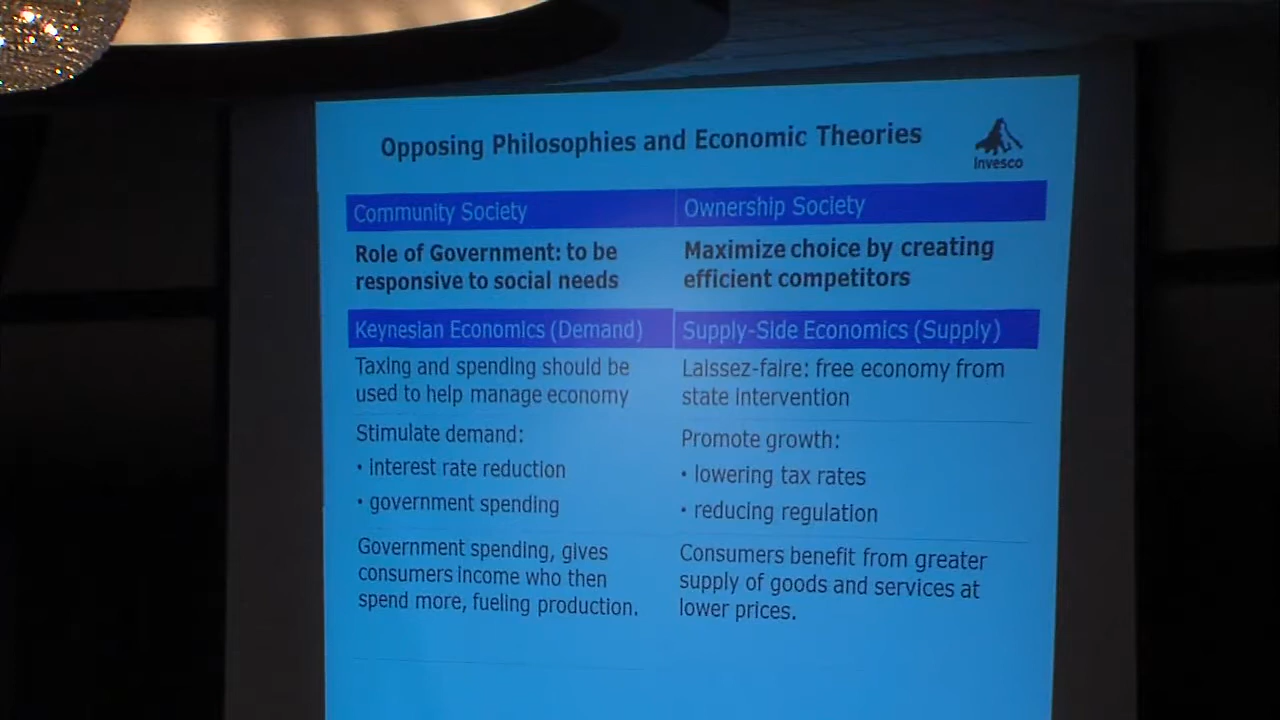 Opposing Philosophies and Economic Theories
Invesco
Community Society
Ownership Society
Role of Government: to be
responsive to social needs
Maximize choice by creating
efficient competitors
Keynesian Economics (Demand)
Supply-Side Economics (Supply)
Taxing and spending should be
used to help manage economy
Laissez-faire: free economy from
state intervention
Stimulate demand:
• interest rate reduction
• government spending
Promote growth:
• lowering tax rates
• reducing regulation
Government spending, gives
consumers income who then
spend more, fueling production.
Consumers benefit from greater
supply of goods and services at
lower prices.